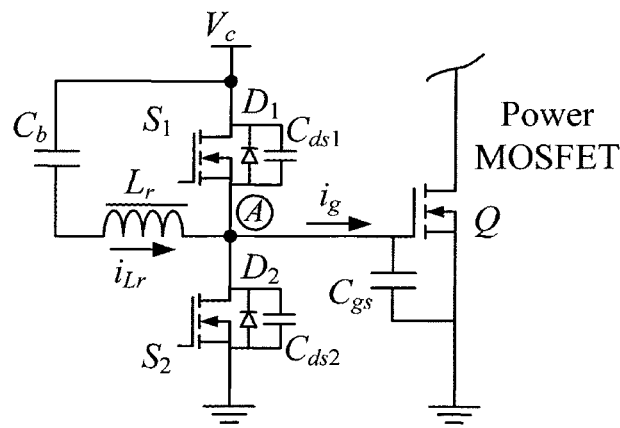 V_c
D_1
S_1
C_b
C_ds1
Power
MOSFET
L_r
A
i_g
Q
i_Lr
D_2
C_gs
S_2
C_ds2